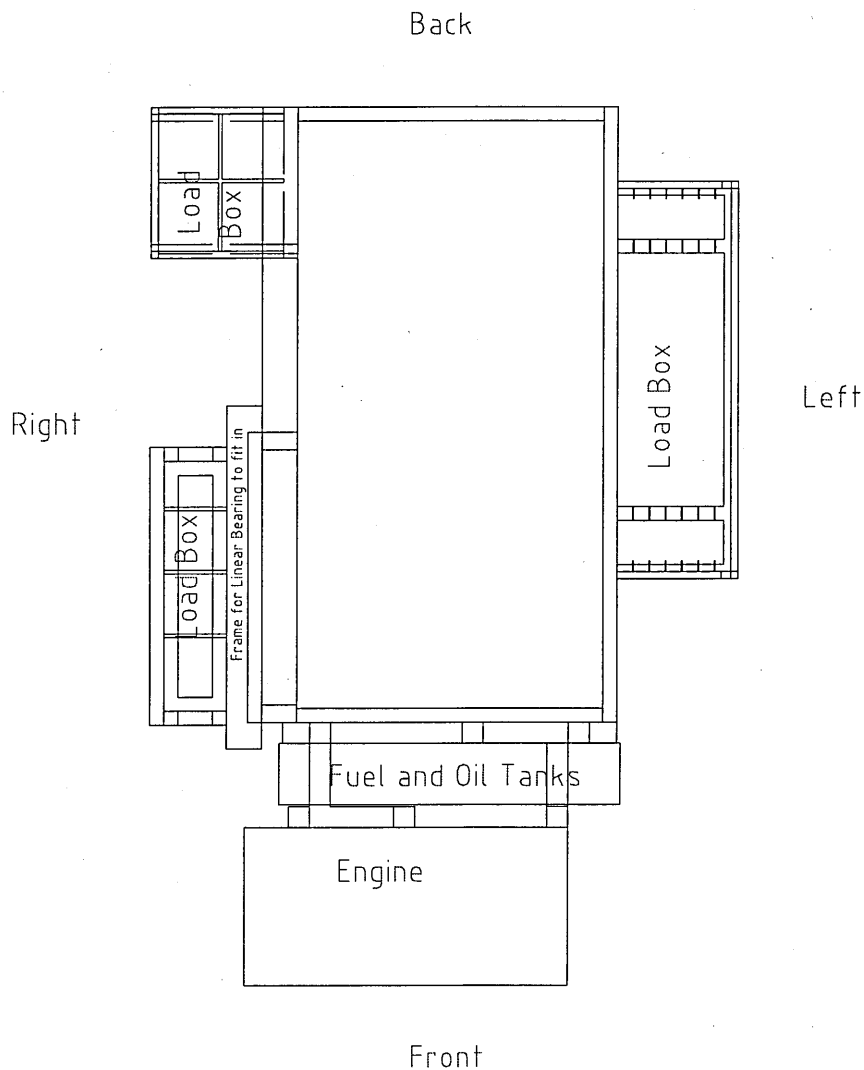 Back
Load
Box
Load Box
Left
Right
Frame for Linear Bearing to fit in
Load Box
Fuel and Oil Tanks
Engine
Front